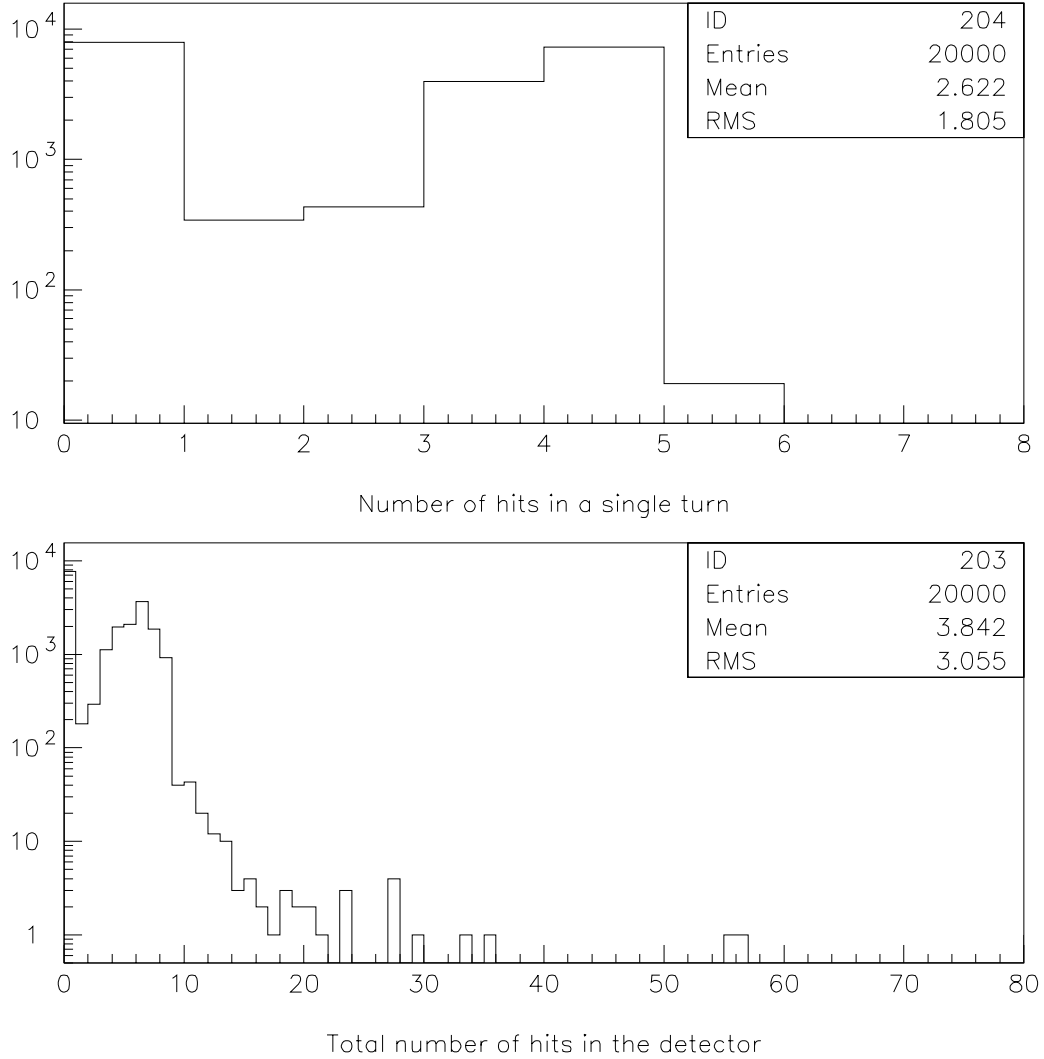 ID 204
Entries 20000
Mean 2.622
RMS 1.805
10^4
10^3
10^2
10
0 1 2 3 4 5 6 7 8
Number of hits in a single turn
ID 203
Entries 20000
Mean 3.842
RMS 3.055
10^4
10^3
10^2
10
1
0 10 20 30 40 50 60 70 80
Total number of hits in the detector